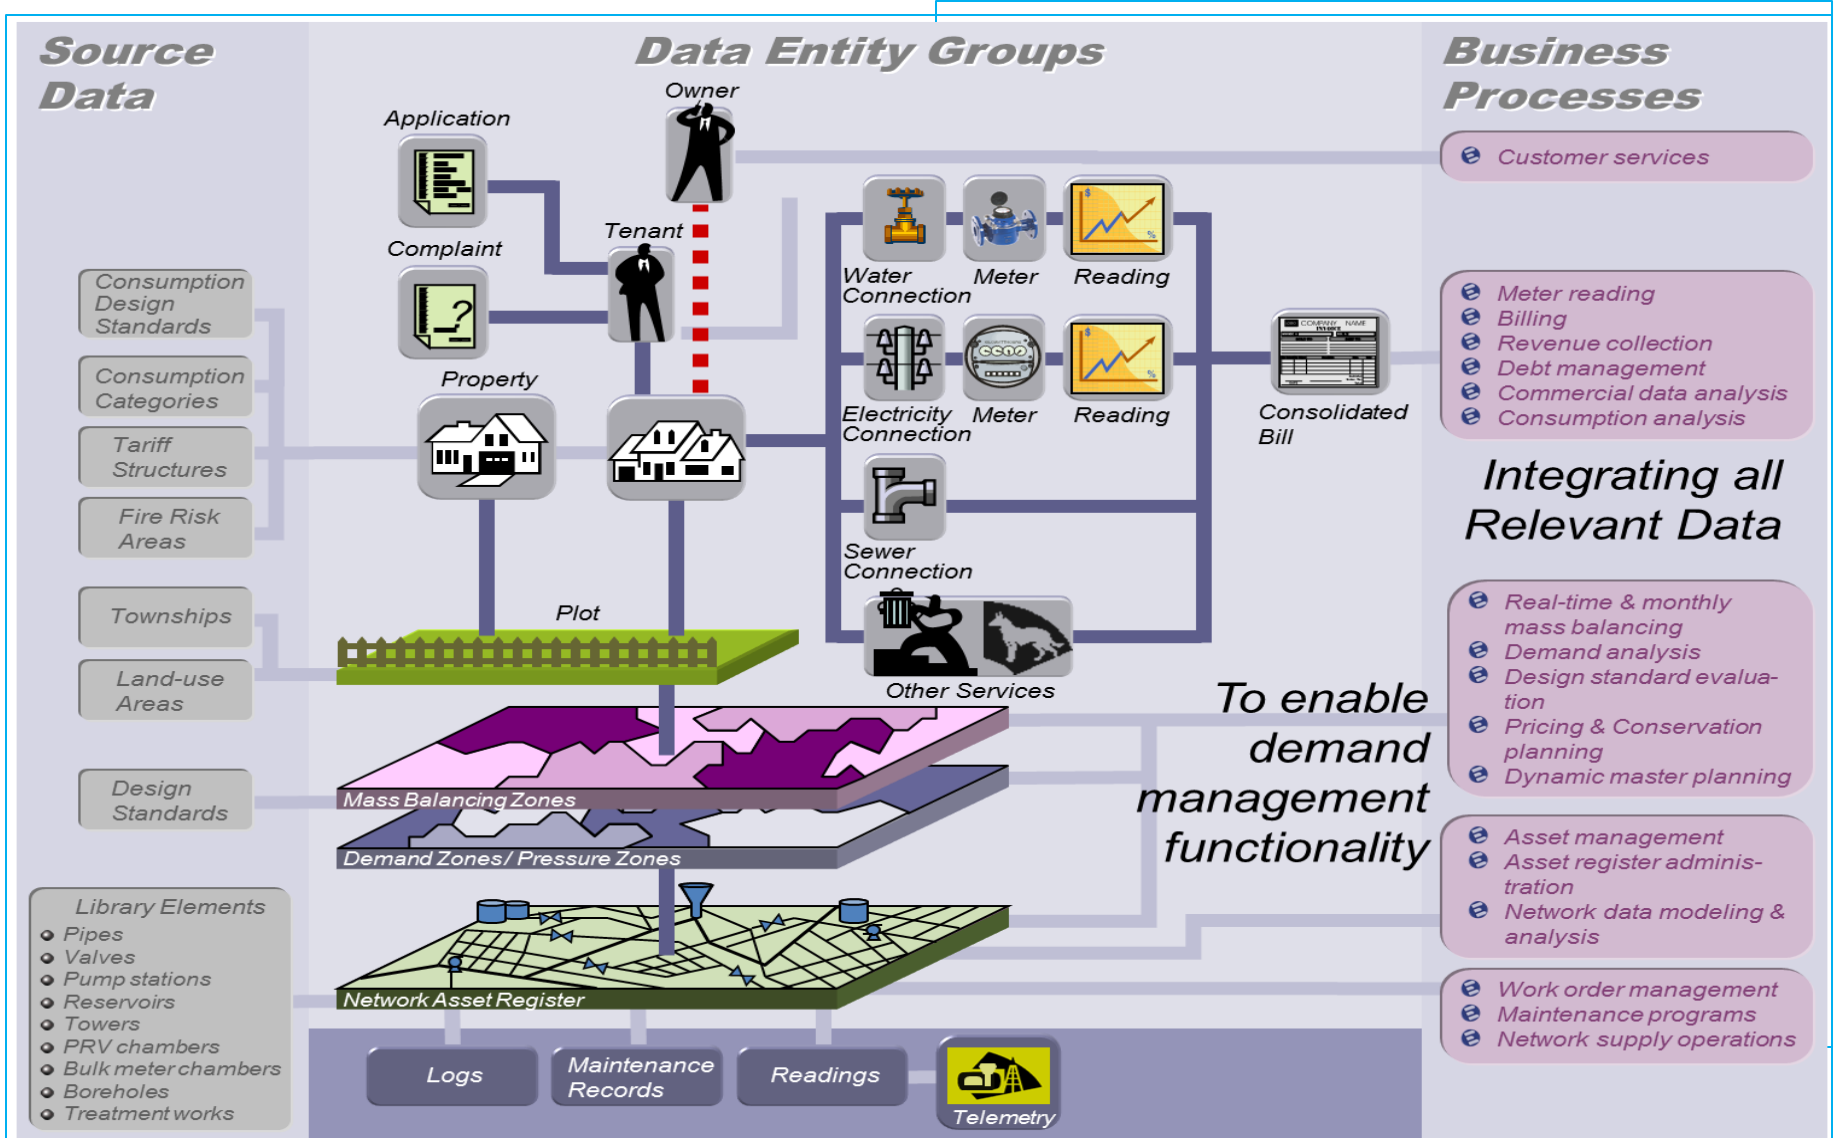 Source
Data
Data Entity Groups
Business
Processes
Owner
Application
Customer services
Tenant
Complaint
Water
Connection
Meter
Reading
Consumption
Design
Standards
Meter reading
Billing
Revenue collection
Debt management
Commercial data analysis
Consumption analysis
COMPANY NAME
INVOICE
Consumption
Categories
Property
Electricity
Connection
Meter
Reading
Consolidated
Bill
Tariff
Structures
Integrating all
Relevant Data
Fire Risk
Areas
Sewer
Connection
Townships
Plot
Land-use
Areas
Other Services
Real-time & monthly
mass balancing
Demand analysis
Design standard evalua-
tion
Pricing & Conservation
planning
Dynamic master planning
To enable
demand
management
functionality
Design
Standards
Mass Balancing Zones
Demand Zones / Pressure Zones
Asset management
Asset register adminis-
tration
Network data modeling &
analysis
Library Elements
Pipes
Valves
Pump stations
Reservoirs
Towers
PRV chambers
Bulk meter chambers
Boreholes
Treatment works
Network Asset Register
Work order management
Maintenance programs
Network supply operations
Logs
Maintenance
Records
Readings
Telemetry